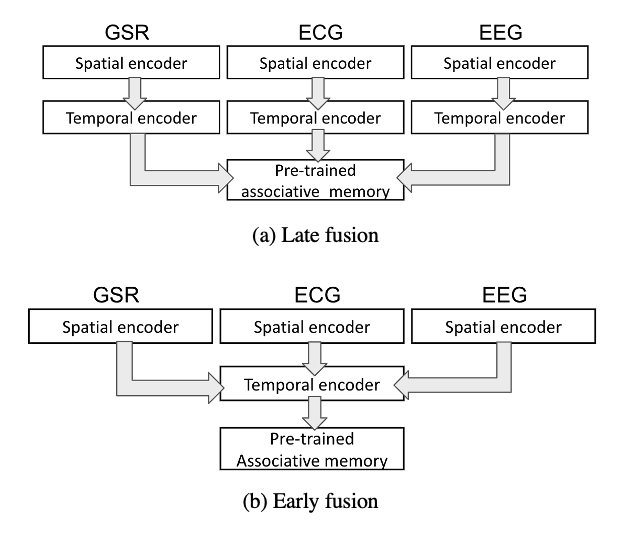 GSR ECG EEG
Spatial encoder Spatial encoder Spatial encoder
Temporal encoder Temporal encoder Temporal encoder
Pre-trained
associative memory
(a) Late fusion
GSR ECG EEG
Spatial encoder Spatial encoder Spatial encoder
Temporal encoder
Pre-trained
Associative memory
(b) Early fusion